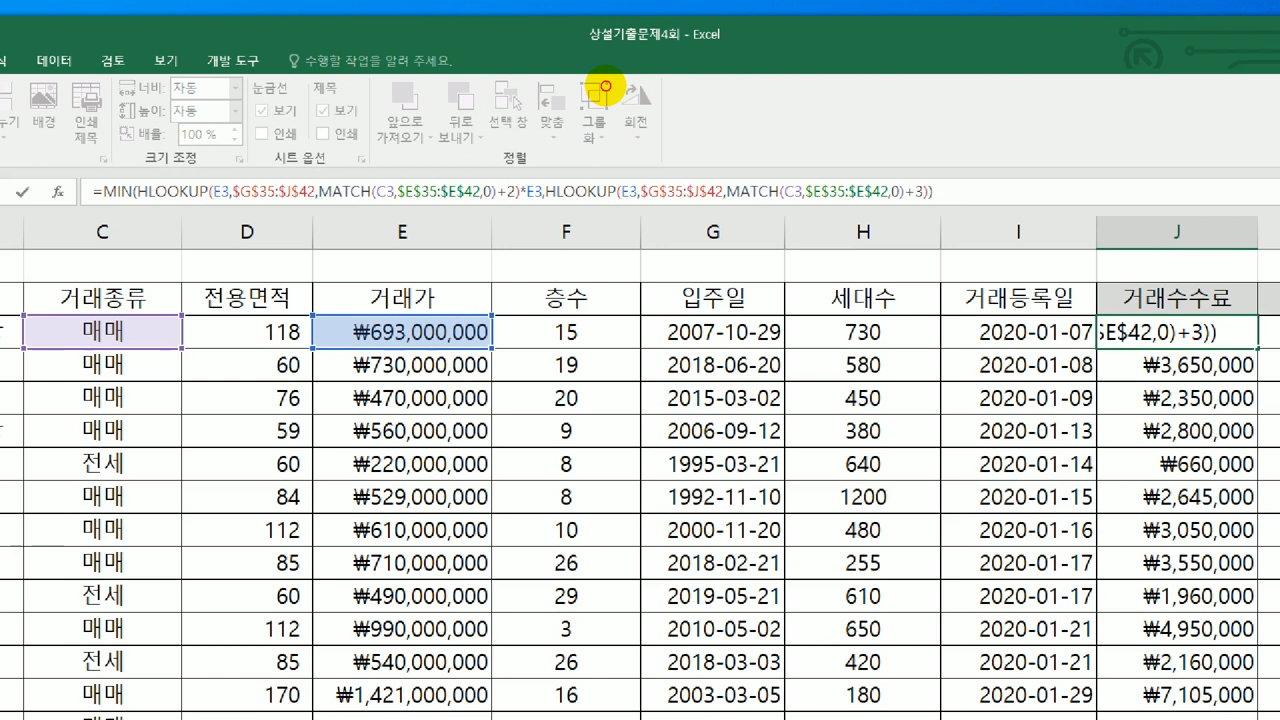 상설기출문제4회 - Excel
식 데이터 검토 보기 개발 도구 수행할 작업을 알려 주세요.
너비: 자동 눈금선 제목
높이: 자동 보기 보기
배율: 100 % 인쇄 인쇄
누기 배경 인쇄 제목 앞으로 가져오기 뒤로 보내기 선택 창 맞춤 그룹화 회전
크기 조정 시트 옵션 정렬
fx =MIN(HLOOKUP(E3,$G$35:$J$42,MATCH(C3,$E$35:$E$42,0)+2)*E3,HLOOKUP(E3,$G$35:$J$42,MATCH(C3,$E$35:$E$42,0)+3))
C D E F G H I J
거래종류 전용면적 거래가 층수 입주일 세대수 거래등록일 거래수수료
매매 118 ₩693,000,000 15 2007-10-29 730 2020-01-07 $E$42,0)+3))
매매 60 ₩730,000,000 19 2018-06-20 580 2020-01-08 ₩3,650,000
매매 76 ₩470,000,000 20 2015-03-02 450 2020-01-09 ₩2,350,000
매매 59 ₩560,000,000 9 2006-09-12 380 2020-01-13 ₩2,800,000
전세 60 ₩220,000,000 8 1995-03-21 640 2020-01-14 ₩660,000
매매 84 ₩529,000,000 8 1992-11-10 1200 2020-01-15 ₩2,645,000
매매 112 ₩610,000,000 10 2000-11-20 480 2020-01-16 ₩3,050,000
매매 85 ₩710,000,000 26 2018-02-21 255 2020-01-17 ₩3,550,000
전세 60 ₩490,000,000 29 2019-05-21 610 2020-01-17 ₩1,960,000
매매 112 ₩990,000,000 3 2010-05-02 650 2020-01-21 ₩4,950,000
전세 85 ₩540,000,000 26 2018-03-03 420 2020-01-21 ₩2,160,000
매매 170 ₩1,421,000,000 16 2003-03-05 180 2020-01-29 ₩7,105,000